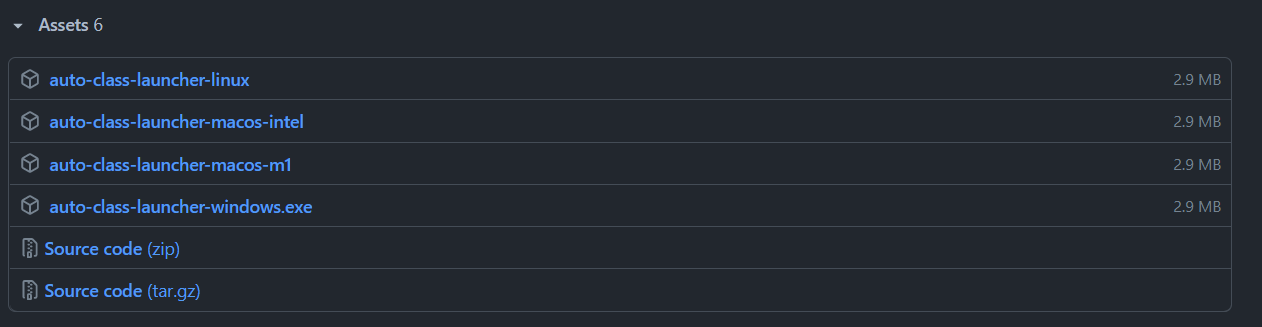 Assets 6
auto-class-launcher-linux 2.9 MB
auto-class-launcher-macos-intel 2.9 MB
auto-class-launcher-macos-m1 2.9 MB
auto-class-launcher-windows.exe 2.9 MB
Source code (zip)
Source code (tar.gz)